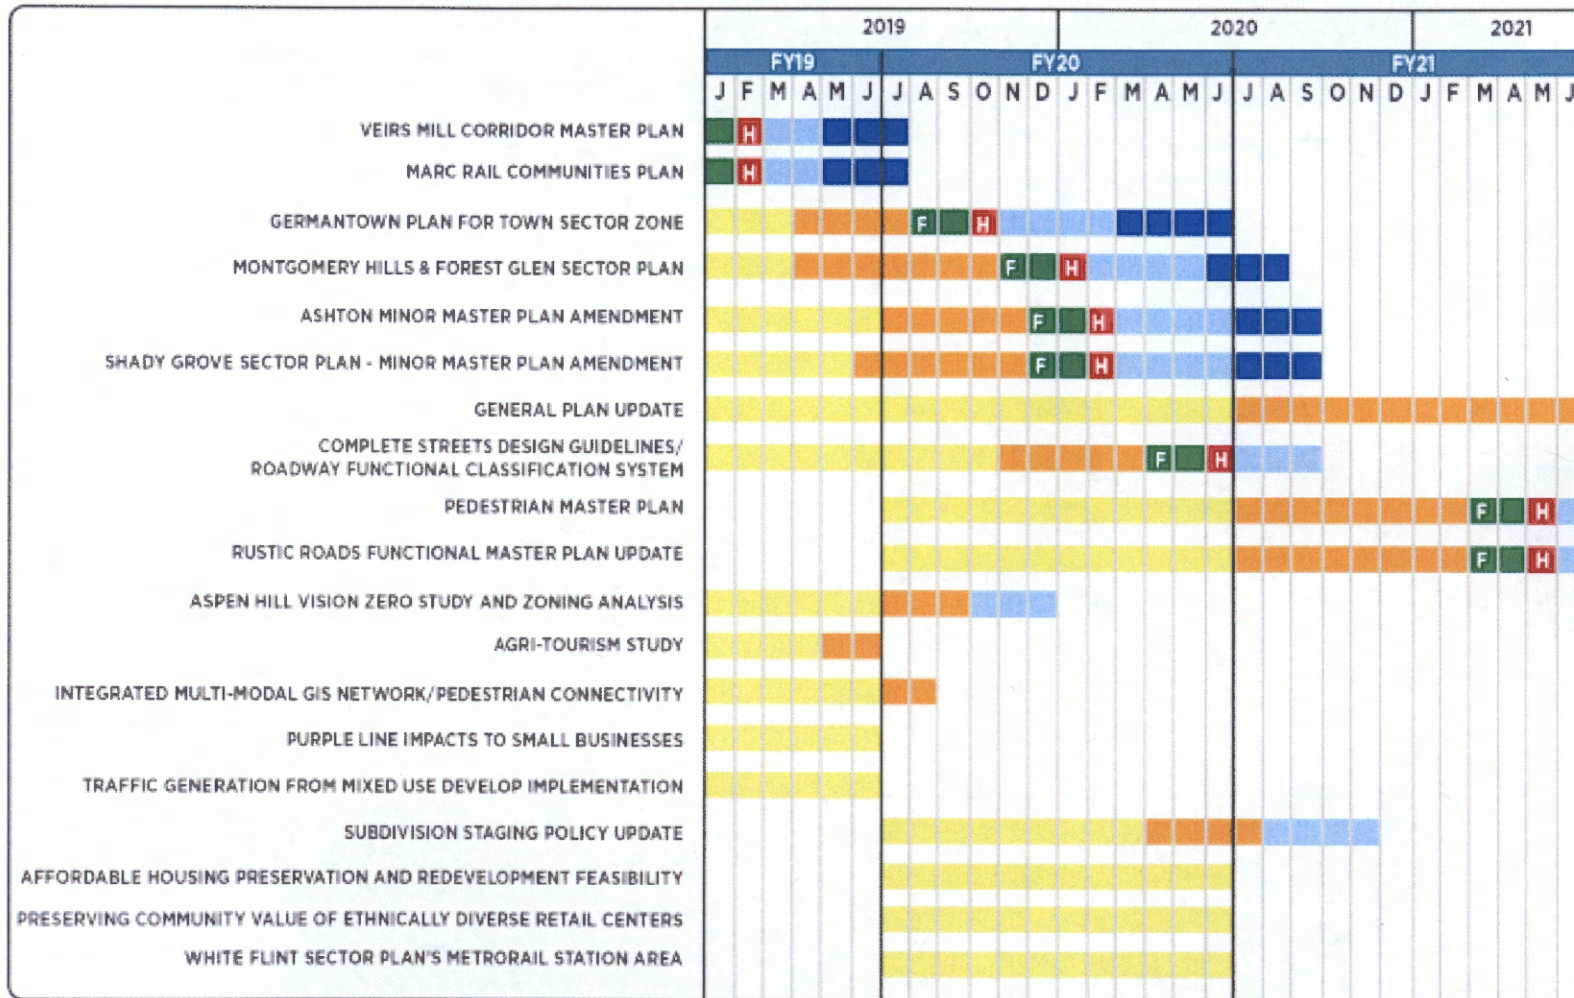 2019 2020 2021
FY19 FY20 FY21
J F M A M J J A S O N D J F M A M J J A S O N D J F M A M J
VEIRS MILL CORRIDOR MASTER PLAN H
MARC RAIL COMMUNITIES PLAN H
GERMANTOWN PLAN FOR TOWN SECTOR ZONE F H
MONTGOMERY HILLS & FOREST GLEN SECTOR PLAN F H
ASHTON MINOR MASTER PLAN AMENDMENT F H
SHADY GROVE SECTOR PLAN - MINOR MASTER PLAN AMENDMENT F H
GENERAL PLAN UPDATE
COMPLETE STREETS DESIGN GUIDELINES/
ROADWAY FUNCTIONAL CLASSIFICATION SYSTEM F H
PEDESTRIAN MASTER PLAN F H
RUSTIC ROADS FUNCTIONAL MASTER PLAN UPDATE F H
ASPEN HILL VISION ZERO STUDY AND ZONING ANALYSIS
AGRI-TOURISM STUDY
INTEGRATED MULTI-MODAL GIS NETWORK/PEDESTRIAN CONNECTIVITY
PURPLE LINE IMPACTS TO SMALL BUSINESSES
TRAFFIC GENERATION FROM MIXED USE DEVELOP IMPLEMENTATION
SUBDIVISION STAGING POLICY UPDATE
AFFORDABLE HOUSING PRESERVATION AND REDEVELOPMENT FEASIBILITY
PRESERVING COMMUNITY VALUE OF ETHNICALLY DIVERSE RETAIL CENTERS
WHITE FLINT SECTOR PLAN'S METRORAIL STATION AREA